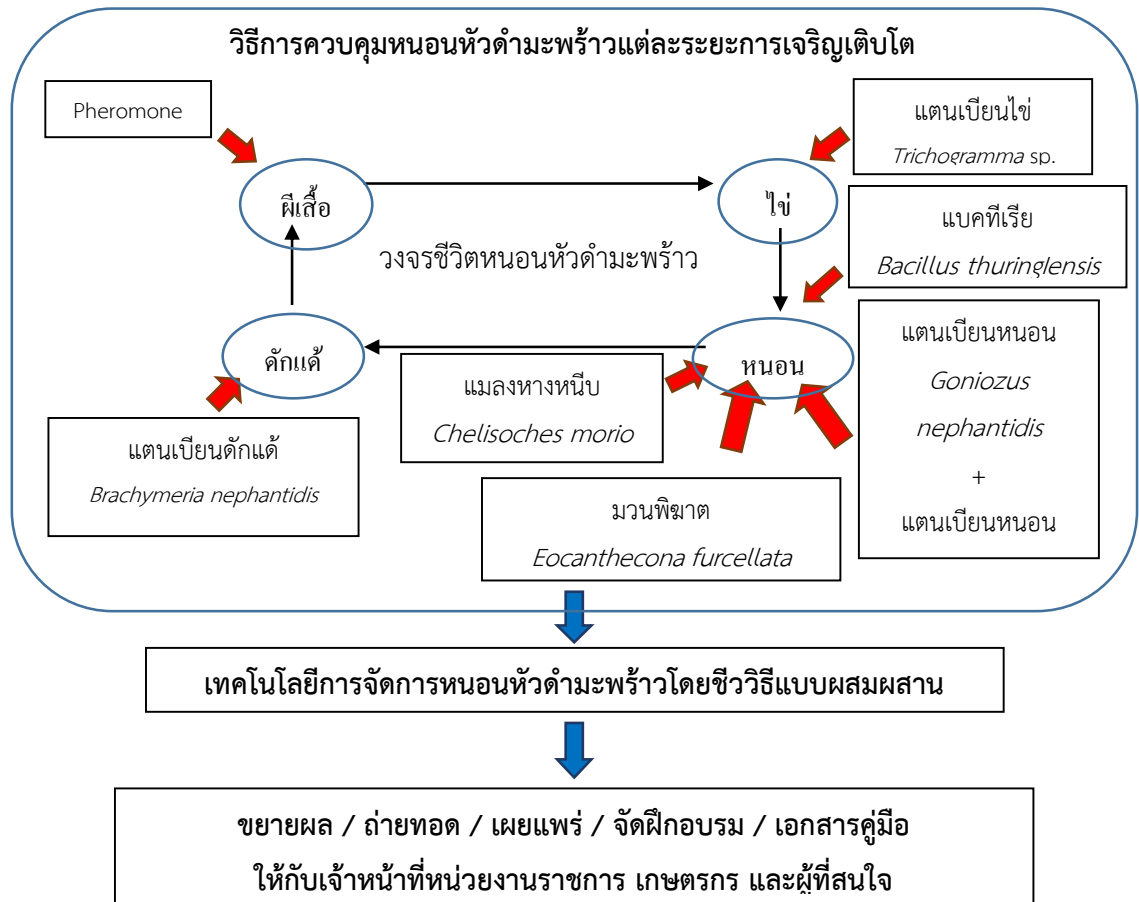 วิธีการควบคุมหนอนหัวดำมะพร้าวแต่ละระยะการเจริญเติบโต
Pheromone
แตนเบียนไข่
Trichogramma sp.
ผีเสื้อ
ไข่
แบคทีเรีย
Bacillus thuringiensis
วงจรชีวิตหนอนหัวดำมะพร้าว
ดักแด้
หนอน
แตนเบียนหนอน
Goniozus
nephantidis
+
แตนเบียนหนอน
แมลงหางหนีบ
Chelisoches morio
แตนเบียนดักแด้
Brachymeria nephantidis
มวนพิฆาต
Eocanthecona furcellata
เทคโนโลยีการจัดการหนอนหัวดำมะพร้าวโดยชีววิธีแบบผสมผสาน
ขยายผล / ถ่ายทอด / เผยแพร่ / จัดฝึกอบรม / เอกสารคู่มือ
ให้กับเจ้าหน้าที่หน่วยงานราชการ เกษตรกร และผู้ที่สนใจ